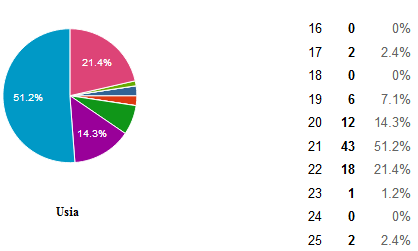 21.4%
51.2%
14.3%
Usia
16 0 0%
17 2 2.4%
18 0 0%
19 6 7.1%
20 12 14.3%
21 43 51.2%
22 18 21.4%
23 1 1.2%
24 0 0%
25 2 2.4%